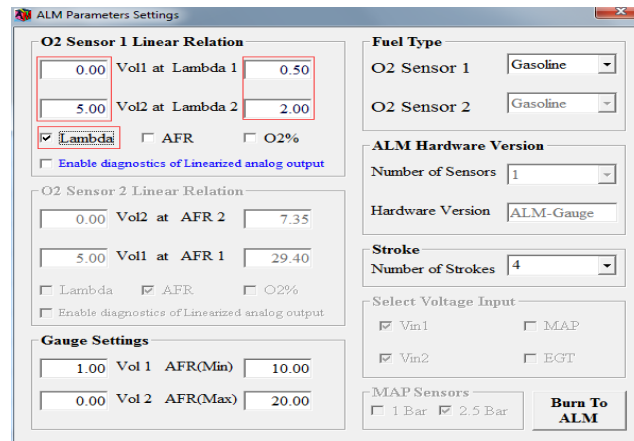 ALM Parameters Settings
O2 Sensor 1 Linear Relation
0.00 Vol1 at Lambda 1 0.50
5.00 Vol2 at Lambda 2 2.00
Lambda AFR O2%
Enable diagnostics of Linearized analog output
O2 Sensor 2 Linear Relation
0.00 Vol2 at AFR 2 7.35
5.00 Vol1 at AFR 1 29.40
Lambda AFR O2%
Enable diagnostics of Linearized analog output
Gauge Settings
1.00 Vol 1 AFR(Min) 10.00
0.00 Vol 2 AFR(Max) 20.00
Fuel Type
O2 Sensor 1 Gasoline
O2 Sensor 2 Gasoline
ALM Hardware Version
Number of Sensors 1
Hardware Version ALM-Gauge
Stroke
Number of Strokes 4
Select Voltage Input
Vin1 MAP
Vin2 EGT
MAP Sensors
1 Bar 2.5 Bar
Burn To
ALM